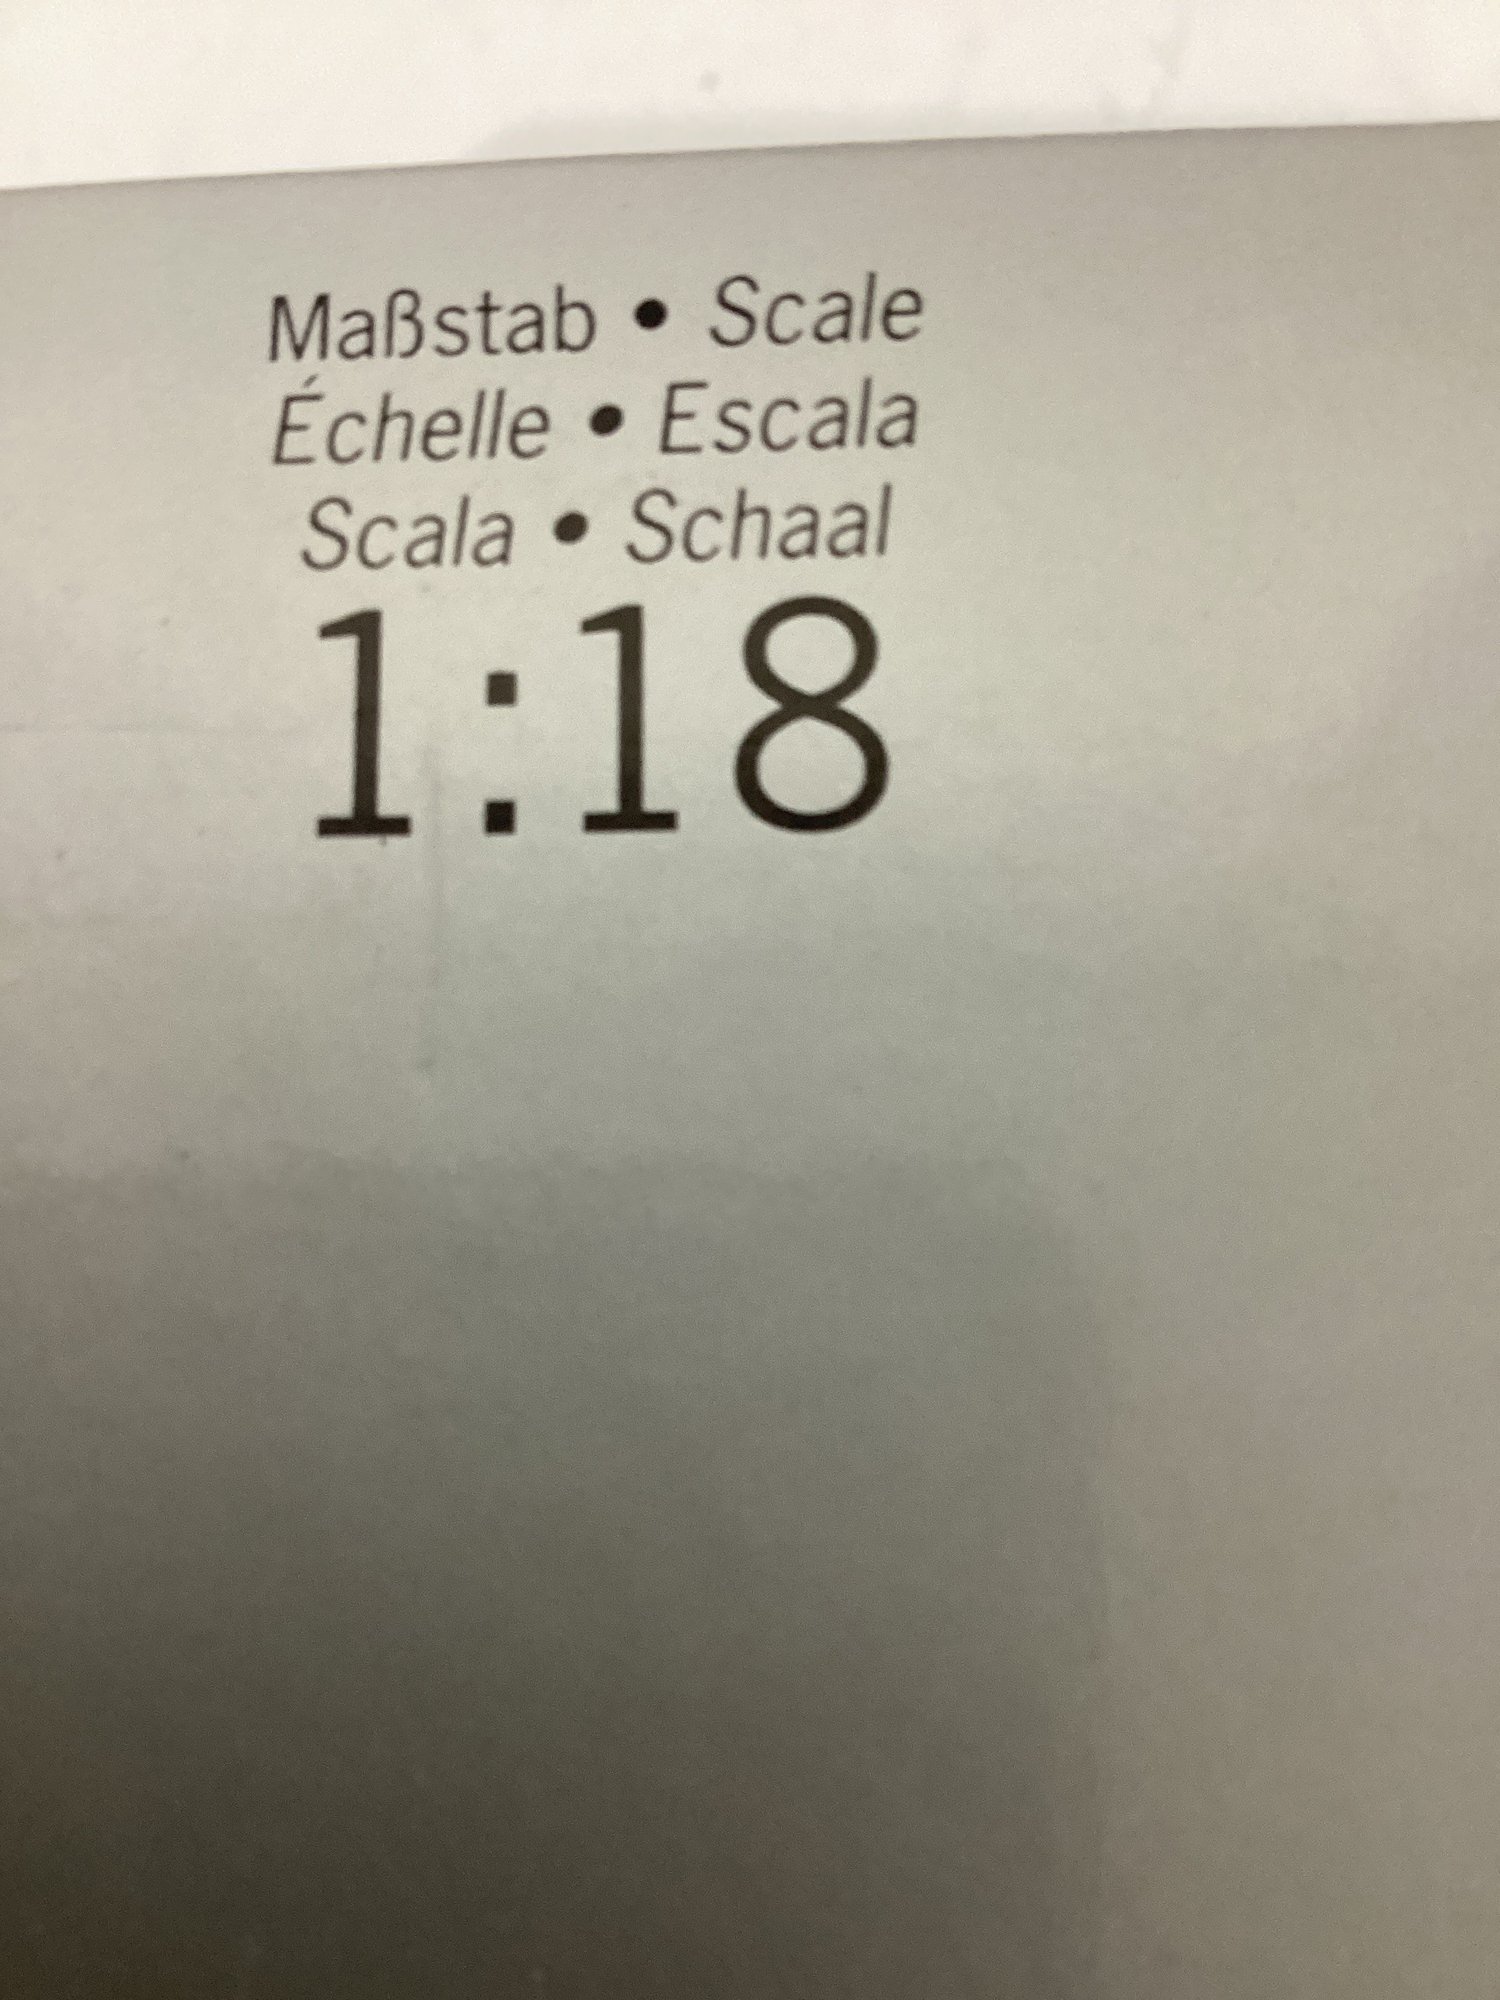 Maßstab • Scale
Échelle • Escala
Scala • Schaal
1:18